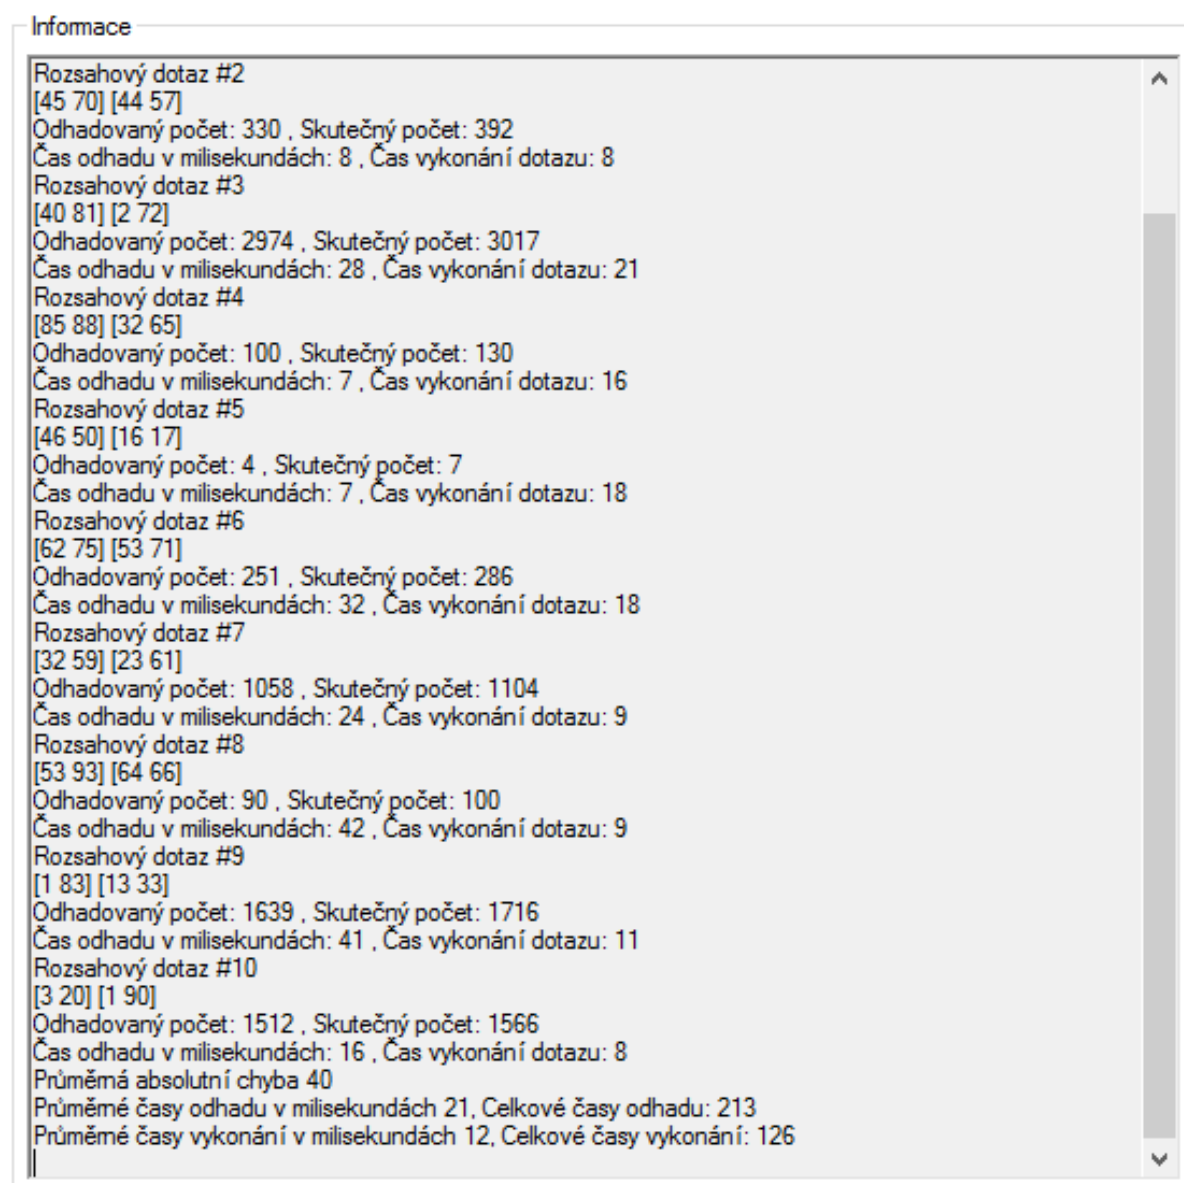 Informace
Rozsahový dotaz #2
[45 70] [44 57]
Odhadovaný počet: 330 , Skutečný počet: 392
Čas odhadu v milisekundách: 8 , Čas vykonání dotazu: 8
Rozsahový dotaz #3
[40 81] [2 72]
Odhadovaný počet: 2974 , Skutečný počet: 3017
Čas odhadu v milisekundách: 28 , Čas vykonání dotazu: 21
Rozsahový dotaz #4
[85 88] [32 65]
Odhadovaný počet: 100 , Skutečný počet: 130
Čas odhadu v milisekundách: 7 , Čas vykonání dotazu: 16
Rozsahový dotaz #5
[46 50] [16 17]
Odhadovaný počet: 4 , Skutečný počet: 7
Čas odhadu v milisekundách: 7 , Čas vykonání dotazu: 18
Rozsahový dotaz #6
[62 75] [53 71]
Odhadovaný počet: 251 , Skutečný počet: 286
Čas odhadu v milisekundách: 32 , Čas vykonání dotazu: 18
Rozsahový dotaz #7
[32 59] [23 61]
Odhadovaný počet: 1058 , Skutečný počet: 1104
Čas odhadu v milisekundách: 24 , Čas vykonání dotazu: 9
Rozsahový dotaz #8
[53 93] [64 66]
Odhadovaný počet: 90 , Skutečný počet: 100
Čas odhadu v milisekundách: 42 , Čas vykonání dotazu: 9
Rozsahový dotaz #9
[1 83] [13 33]
Odhadovaný počet: 1639 , Skutečný počet: 1716
Čas odhadu v milisekundách: 41 , Čas vykonání dotazu: 11
Rozsahový dotaz #10
[3 20] [1 90]
Odhadovaný počet: 1512 , Skutečný počet: 1566
Čas odhadu v milisekundách: 16 , Čas vykonání dotazu: 8
Průměrná absolutní chyba 40
Průměrné časy odhadu v milisekundách 21, Celkové časy odhadu: 213
Průměrné časy vykonání v milisekundách 12, Celkové časy vykonání: 126